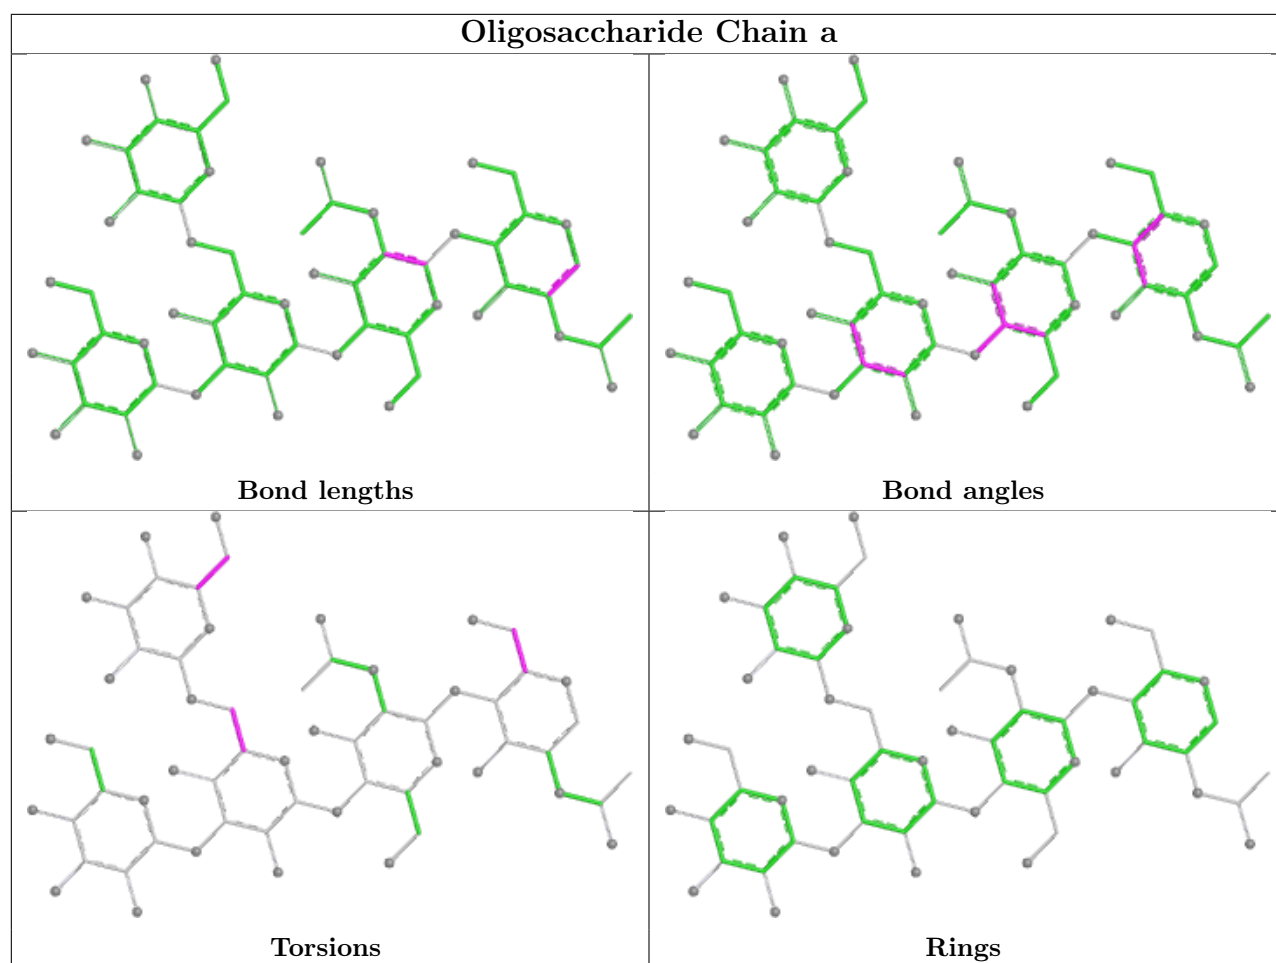 Oligosaccharide Chain a
Bond lengths
Bond angles
Torsions
Rings